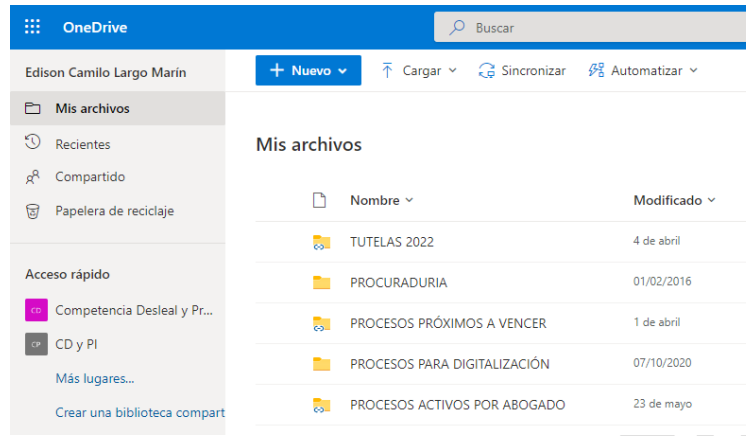 OneDrive
Buscar
Edison Camilo Largo Marín
Nuevo
Cargar
Sincronizar
Automatizar
Mis archivos
Recientes
Compartido
Papelera de reciclaje
Acceso rápido
CD
Competencia Desleal y Pr...
CP
CD y PI
Más lugares...
Crear una biblioteca compart
Mis archivos
Nombre
Modificado
TUTELAS 2022
4 de abril
PROCURADURIA
01/02/2016
PROCESOS PRÓXIMOS A VENCER
1 de abril
PROCESOS PARA DIGITALIZACIÓN
07/10/2020
PROCESOS ACTIVOS POR ABOGADO
23 de mayo